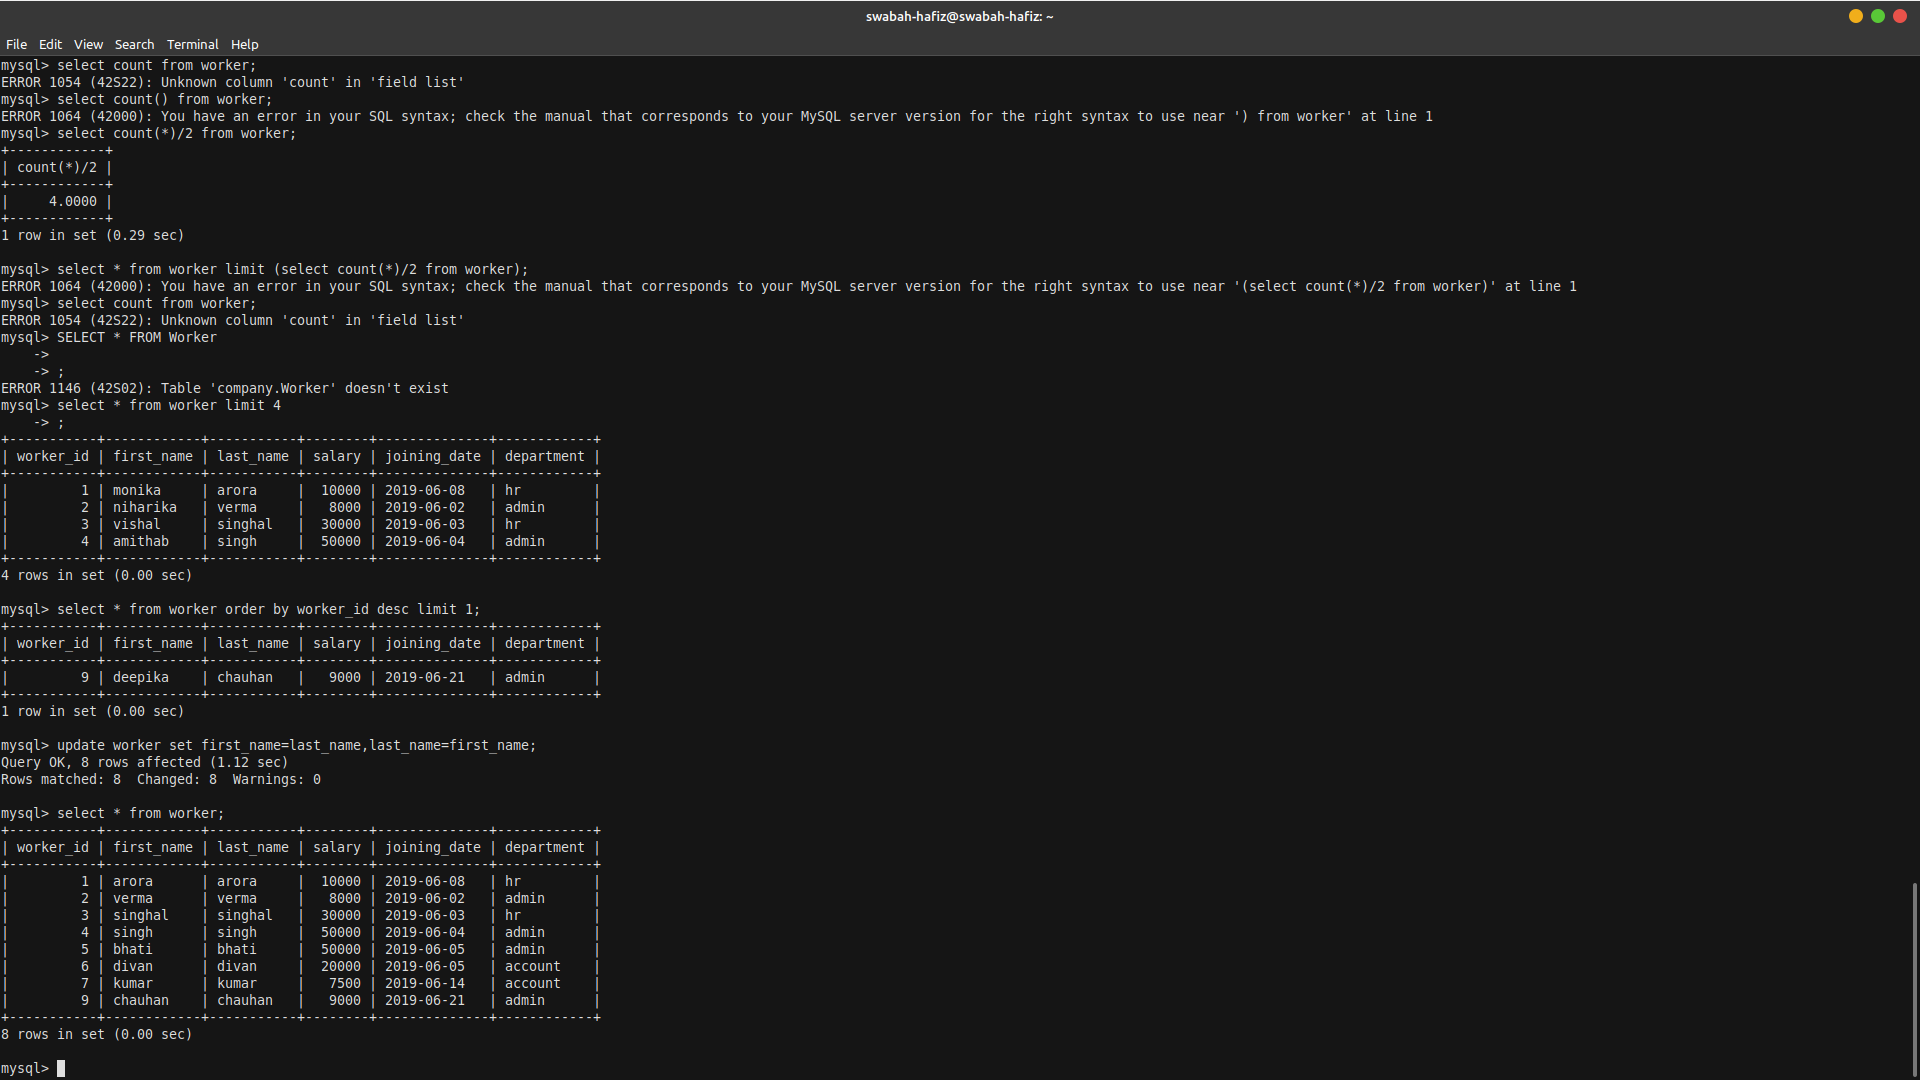 swabah-hafiz@swabah-hafiz: ~
File Edit View Search Terminal Help
mysql> select count from worker;
ERROR 1054 (42S22): Unknown column 'count' in 'field list'
mysql> select count() from worker;
ERROR 1064 (42000): You have an error in your SQL syntax; check the manual that corresponds to your MySQL server version for the right syntax to use near ') from worker' at line 1
mysql> select count(*)/2 from worker;
+------------+
| count(*)/2 |
+------------+
|     4.0000 |
+------------+
1 row in set (0.29 sec)

mysql> select * from worker limit (select count(*)/2 from worker);
ERROR 1064 (42000): You have an error in your SQL syntax; check the manual that corresponds to your MySQL server version for the right syntax to use near '(select count(*)/2 from worker)' at line 1
mysql> select count from worker;
ERROR 1054 (42S22): Unknown column 'count' in 'field list'
mysql> SELECT * FROM Worker
    ->
    -> ;
ERROR 1146 (42S02): Table 'company.Worker' doesn't exist
mysql> select * from worker limit 4
    -> ;
+-----------+------------+-----------+--------+--------------+------------+
| worker_id | first_name | last_name | salary | joining_date | department |
+-----------+------------+-----------+--------+--------------+------------+
|         1 | monika     | arora     |  10000 | 2019-06-08   | hr         |
|         2 | niharika   | verma     |   8000 | 2019-06-02   | admin      |
|         3 | vishal     | singhal   |  30000 | 2019-06-03   | hr         |
|         4 | amithab    | singh     |  50000 | 2019-06-04   | admin      |
+-----------+------------+-----------+--------+--------------+------------+
4 rows in set (0.00 sec)

mysql> select * from worker order by worker_id desc limit 1;
+-----------+------------+-----------+--------+--------------+------------+
| worker_id | first_name | last_name | salary | joining_date | department |
+-----------+------------+-----------+--------+--------------+------------+
|         9 | deepika    | chauhan   |   9000 | 2019-06-21   | admin      |
+-----------+------------+-----------+--------+--------------+------------+
1 row in set (0.00 sec)

mysql> update worker set first_name=last_name,last_name=first_name;
Query OK, 8 rows affected (1.12 sec)
Rows matched: 8  Changed: 8  Warnings: 0

mysql> select * from worker;
+-----------+------------+-----------+--------+--------------+------------+
| worker_id | first_name | last_name | salary | joining_date | department |
+-----------+------------+-----------+--------+--------------+------------+
|         1 | arora      | arora     |  10000 | 2019-06-08   | hr         |
|         2 | verma      | verma     |   8000 | 2019-06-02   | admin      |
|         3 | singhal    | singhal   |  30000 | 2019-06-03   | hr         |
|         4 | singh      | singh     |  50000 | 2019-06-04   | admin      |
|         5 | bhati      | bhati     |  50000 | 2019-06-05   | admin      |
|         6 | divan      | divan     |  20000 | 2019-06-05   | account    |
|         7 | kumar      | kumar     |   7500 | 2019-06-14   | account    |
|         9 | chauhan    | chauhan   |   9000 | 2019-06-21   | admin      |
+-----------+------------+-----------+--------+--------------+------------+
8 rows in set (0.00 sec)

mysql>